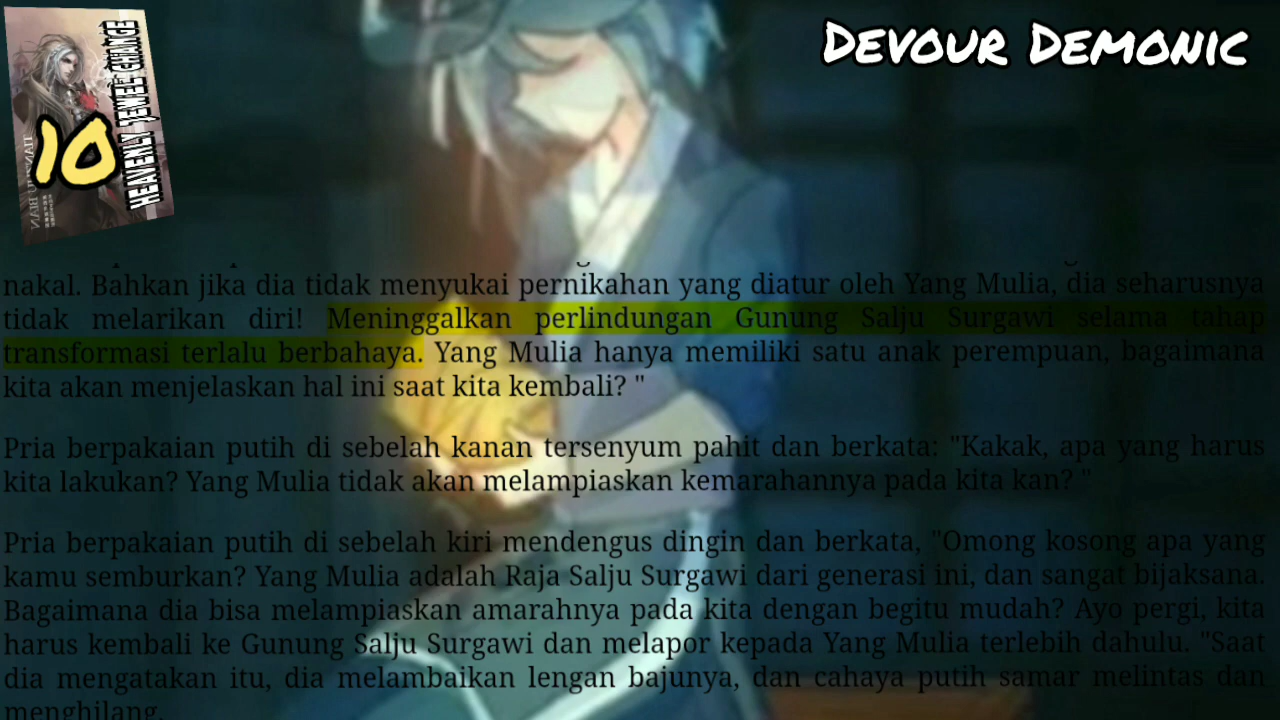 DEVOUR DEMONIC
HEAVENLY JEWEL CHANGE
10
nakal. Bahkan jika dia tidak menyukai pernikahan yang diatur oleh Yang Mulia, dia seharusnya
tidak melarikan diri! Meninggalkan perlindungan Gunung Salju Surgawi selama tahap
transformasi terlalu berbahaya. Yang Mulia hanya memiliki satu anak perempuan, bagaimana
kita akan menjelaskan hal ini saat kita kembali? "
Pria berpakaian putih di sebelah kanan tersenyum pahit dan berkata: "Kakak, apa yang harus
kita lakukan? Yang Mulia tidak akan melampiaskan kemarahannya pada kita kan? "
Pria berpakaian putih di sebelah kiri mendengus dingin dan berkata, "Omong kosong apa yang
kamu semburkan? Yang Mulia adalah Raja Salju Surgawi dari generasi ini, dan sangat bijaksana.
Bagaimana dia bisa melampiaskan amarahnya pada kita dengan begitu mudah? Ayo pergi, kita
harus kembali ke Gunung Salju Surgawi dan melapor kepada Yang Mulia terlebih dahulu. "Saat
dia mengatakan itu, dia melambaikan lengan bajunya, dan cahaya putih samar melintas dan
menghilang.